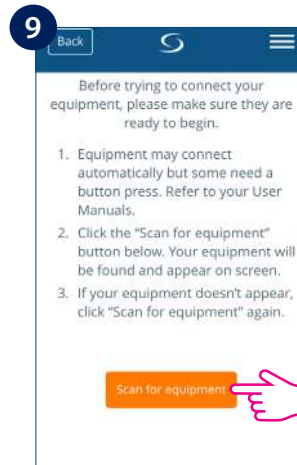 9
Back
Before trying to connect your
equipment, please make sure they are
ready to begin.
1. Equipment may connect
automatically but some need a
button press. Refer to your User
Manuals.
2. Click the “Scan for equipment”
button below. Your equipment will
be found and appear on screen.
3. If your equipment doesn't appear,
click “Scan for equipment” again.
Scan for equipment